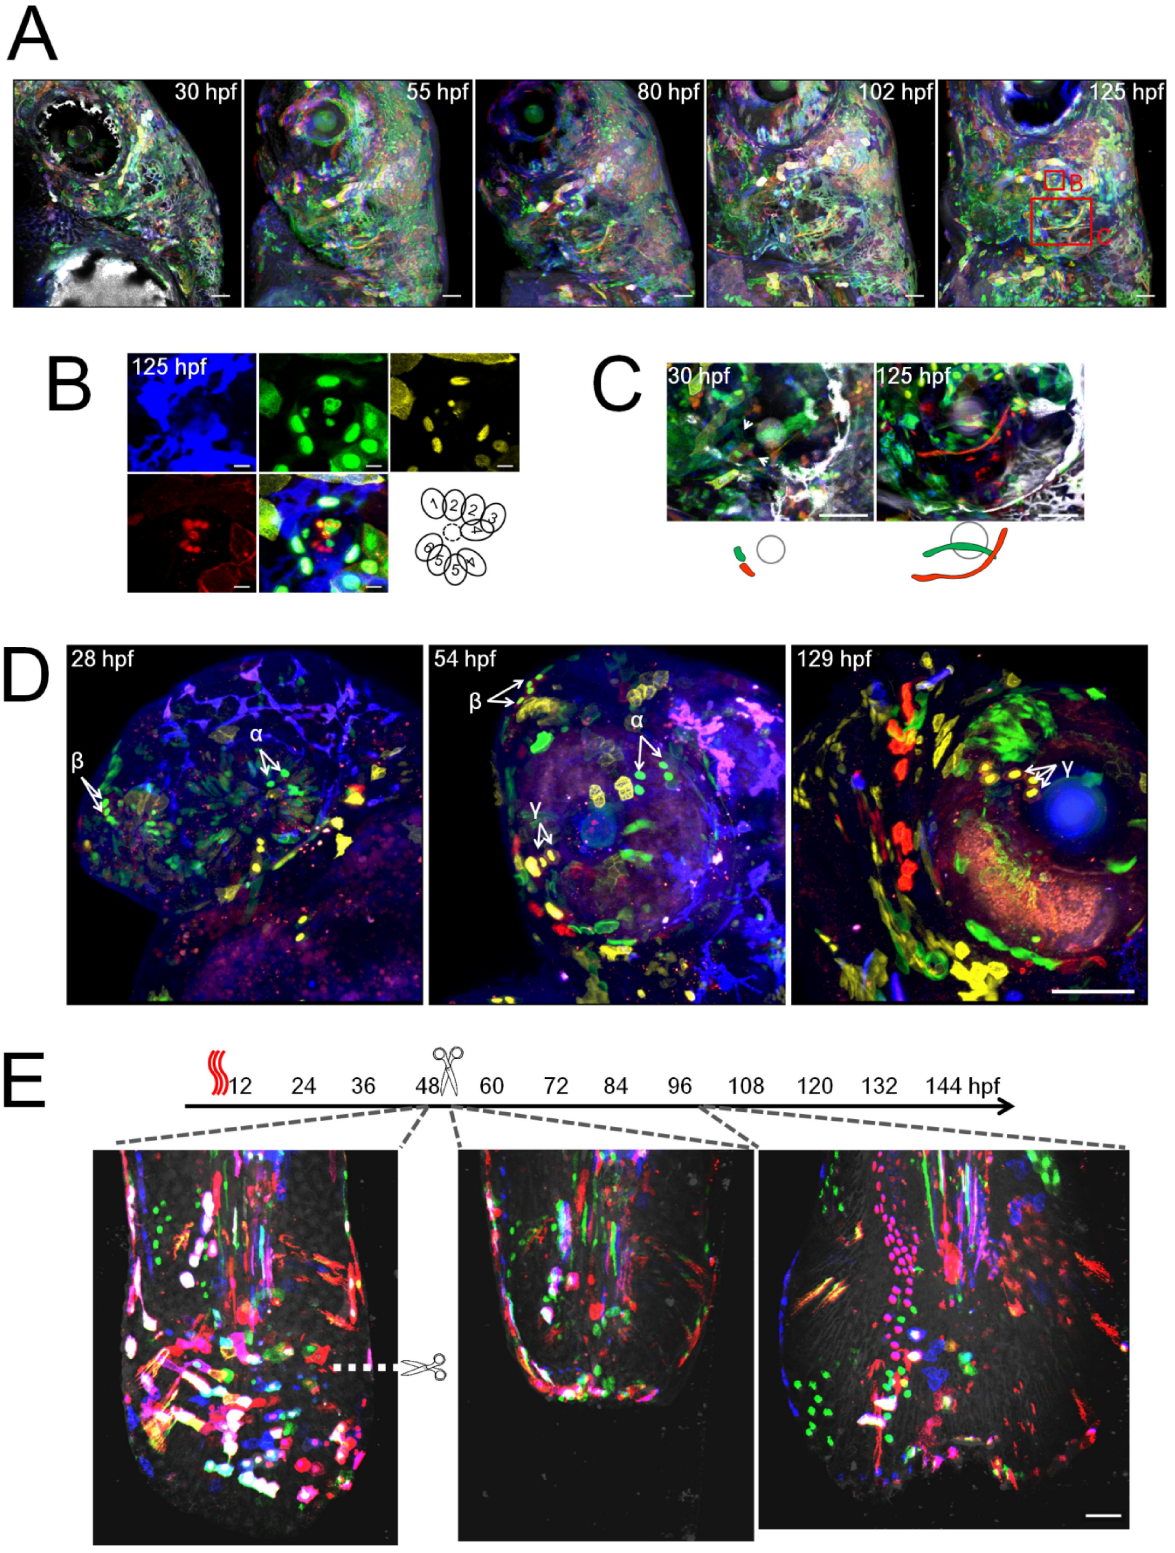 A
30 hpf 55 hpf 80 hpf 102 hpf 125 hpf
B
C
B
125 hpf
1 2 2 3
4
6 5 5 4
C
30 hpf 125 hpf
D
28 hpf 54 hpf 129 hpf
β α
β α
γ
γ
E
12 24 36 48 60 72 84 96 108 120 132 144 hpf